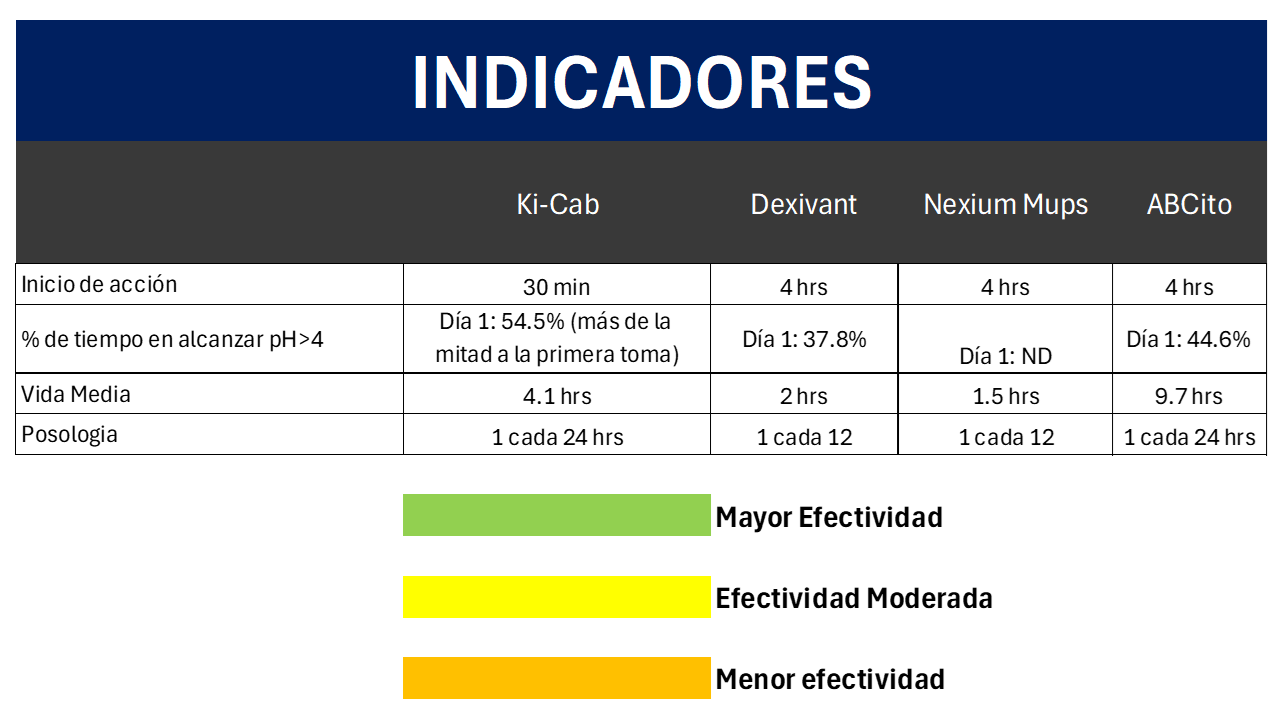 INDICADORES
Ki-Cab Dexivant Nexium Mups ABCito
Inicio de acción 30 min 4 hrs 4 hrs 4 hrs
% de tiempo en alcanzar pH>4 Día 1: 54.5% (más de la mitad a la primera toma) Día 1: 37.8% Día 1: ND Día 1: 44.6%
Vida Media 4.1 hrs 2 hrs 1.5 hrs 9.7 hrs
Posologia 1 cada 24 hrs 1 cada 12 1 cada 12 1 cada 24 hrs
Mayor Efectividad
Efectividad Moderada
Menor efectividad